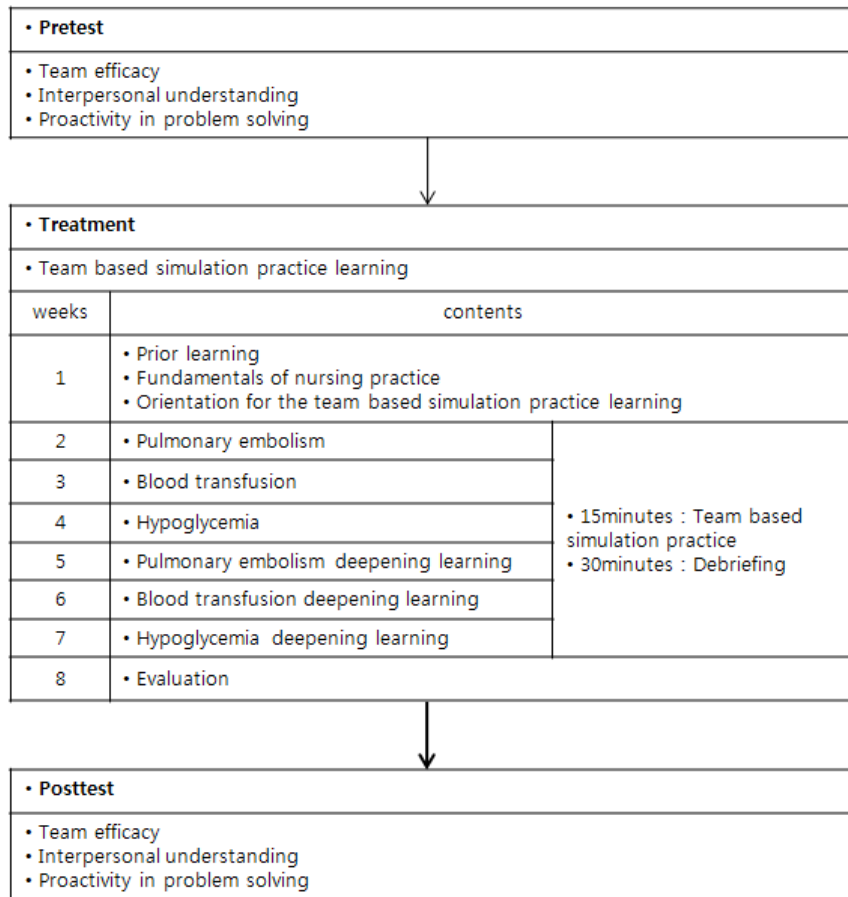 • Pretest
• Team efficacy
• Interpersonal understanding
• Proactivity in problem solving
• Treatment
• Team based simulation practice learning
weeks contents
1
• Prior learning
• Fundamentals of nursing practice
• Orientation for the team based simulation practice learning
2 • Pulmonary embolism
3 • Blood transfusion
4 • Hypoglycemia
5 • Pulmonary embolism deepening learning
6 • Blood transfusion deepening learning
7 • Hypoglycemia deepening learning
• 15minutes : Team based
simulation practice
• 30minutes : Debriefing
8 • Evaluation
• Posttest
• Team efficacy
• Interpersonal understanding
• Proactivity in problem solving